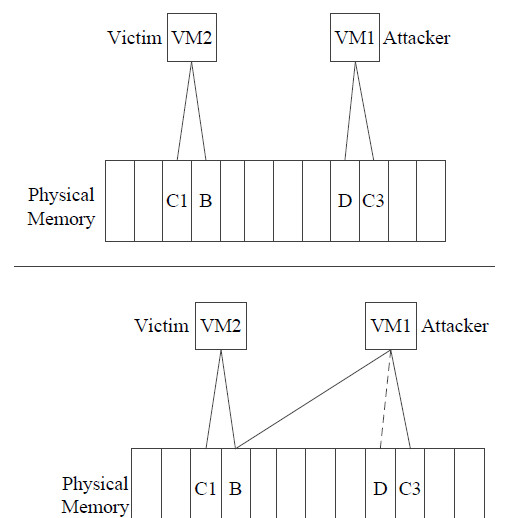 Victim VM2 VM1 Attacker
Physical
Memory
C1 B D C3
Victim VM2 VM1 Attacker
Physical
Memory
C1 B D C3